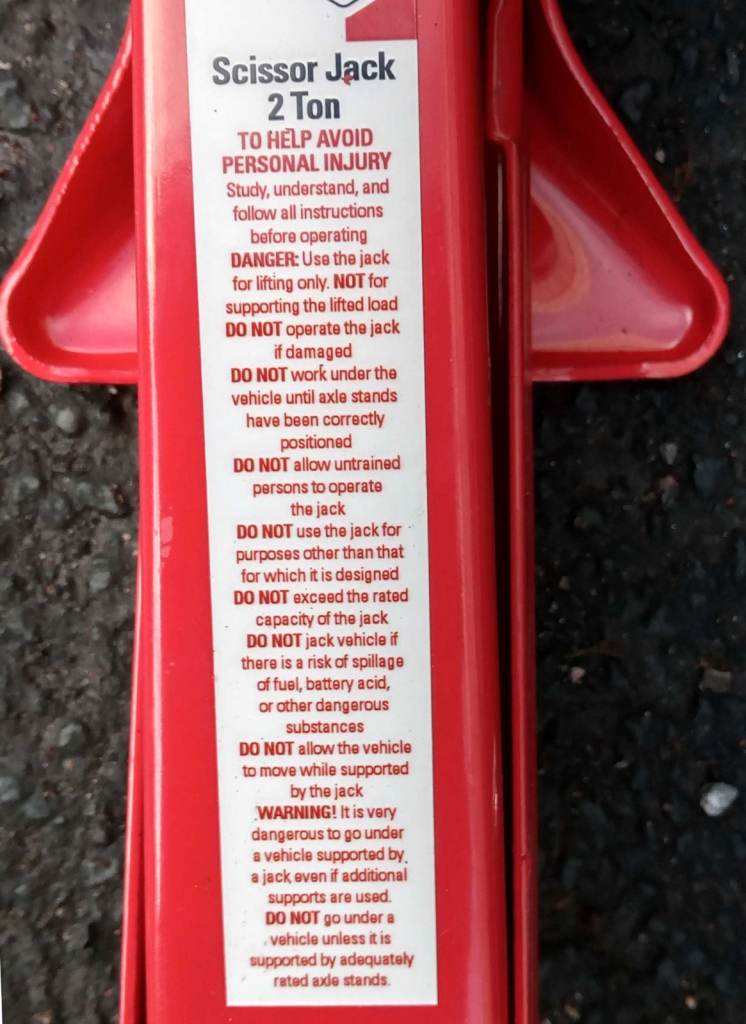 Scissor Jack
2 Ton
TO HELP AVOID
PERSONAL INJURY
Study, understand, and
follow all instructions
before operating
DANGER: Use the jack
for lifting only. NOT for
supporting the lifted load
DO NOT operate the jack
if damaged
DO NOT work under the
vehicle until axle stands
have been correctly
positioned
DO NOT allow untrained
persons to operate
the jack
DO NOT use the jack for
purposes other than that
for which it is designed
DO NOT exceed the rated
capacity of the jack
DO NOT jack vehicle if
there is a risk of spillage
of fuel, battery acid,
or other dangerous
substances
DO NOT allow the vehicle
to move while supported
by the jack
WARNING! It is very
dangerous to go under
a vehicle supported by
a jack even if additional
supports are used.
DO NOT go under a
vehicle unless it is
supported by adequately
rated axle stands.